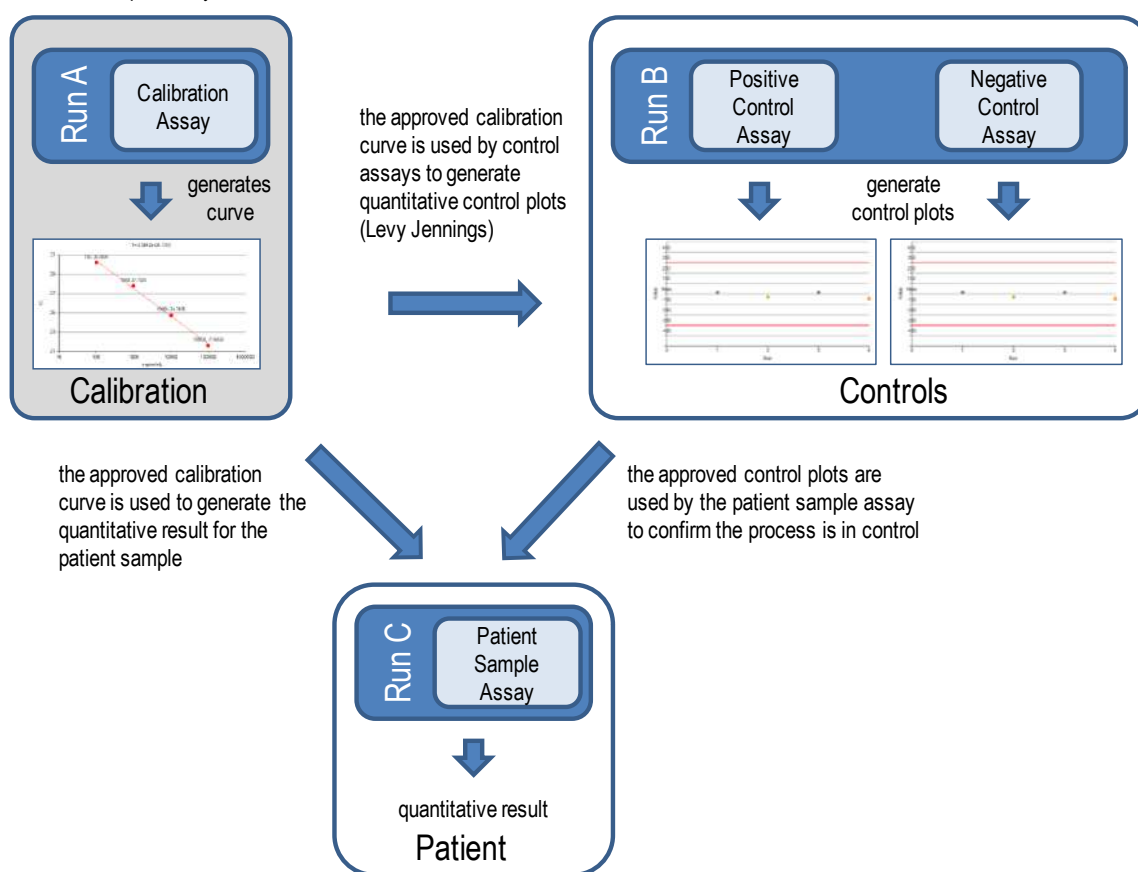 Run A
Calibration
Assay
generates
curve
Calibration
the approved calibration
curve is used by control
assays to generate
quantitative control plots
(Levy Jennings)
Run B
Positive
Control
Assay
Negative
Control
Assay
generate
control plots
Controls
the approved calibration
curve is used to generate the
quantitative result for the
patient sample
the approved control plots are
used by the patient sample assay
to confirm the process is in control
Run C
Patient
Sample
Assay
quantitative result
Patient